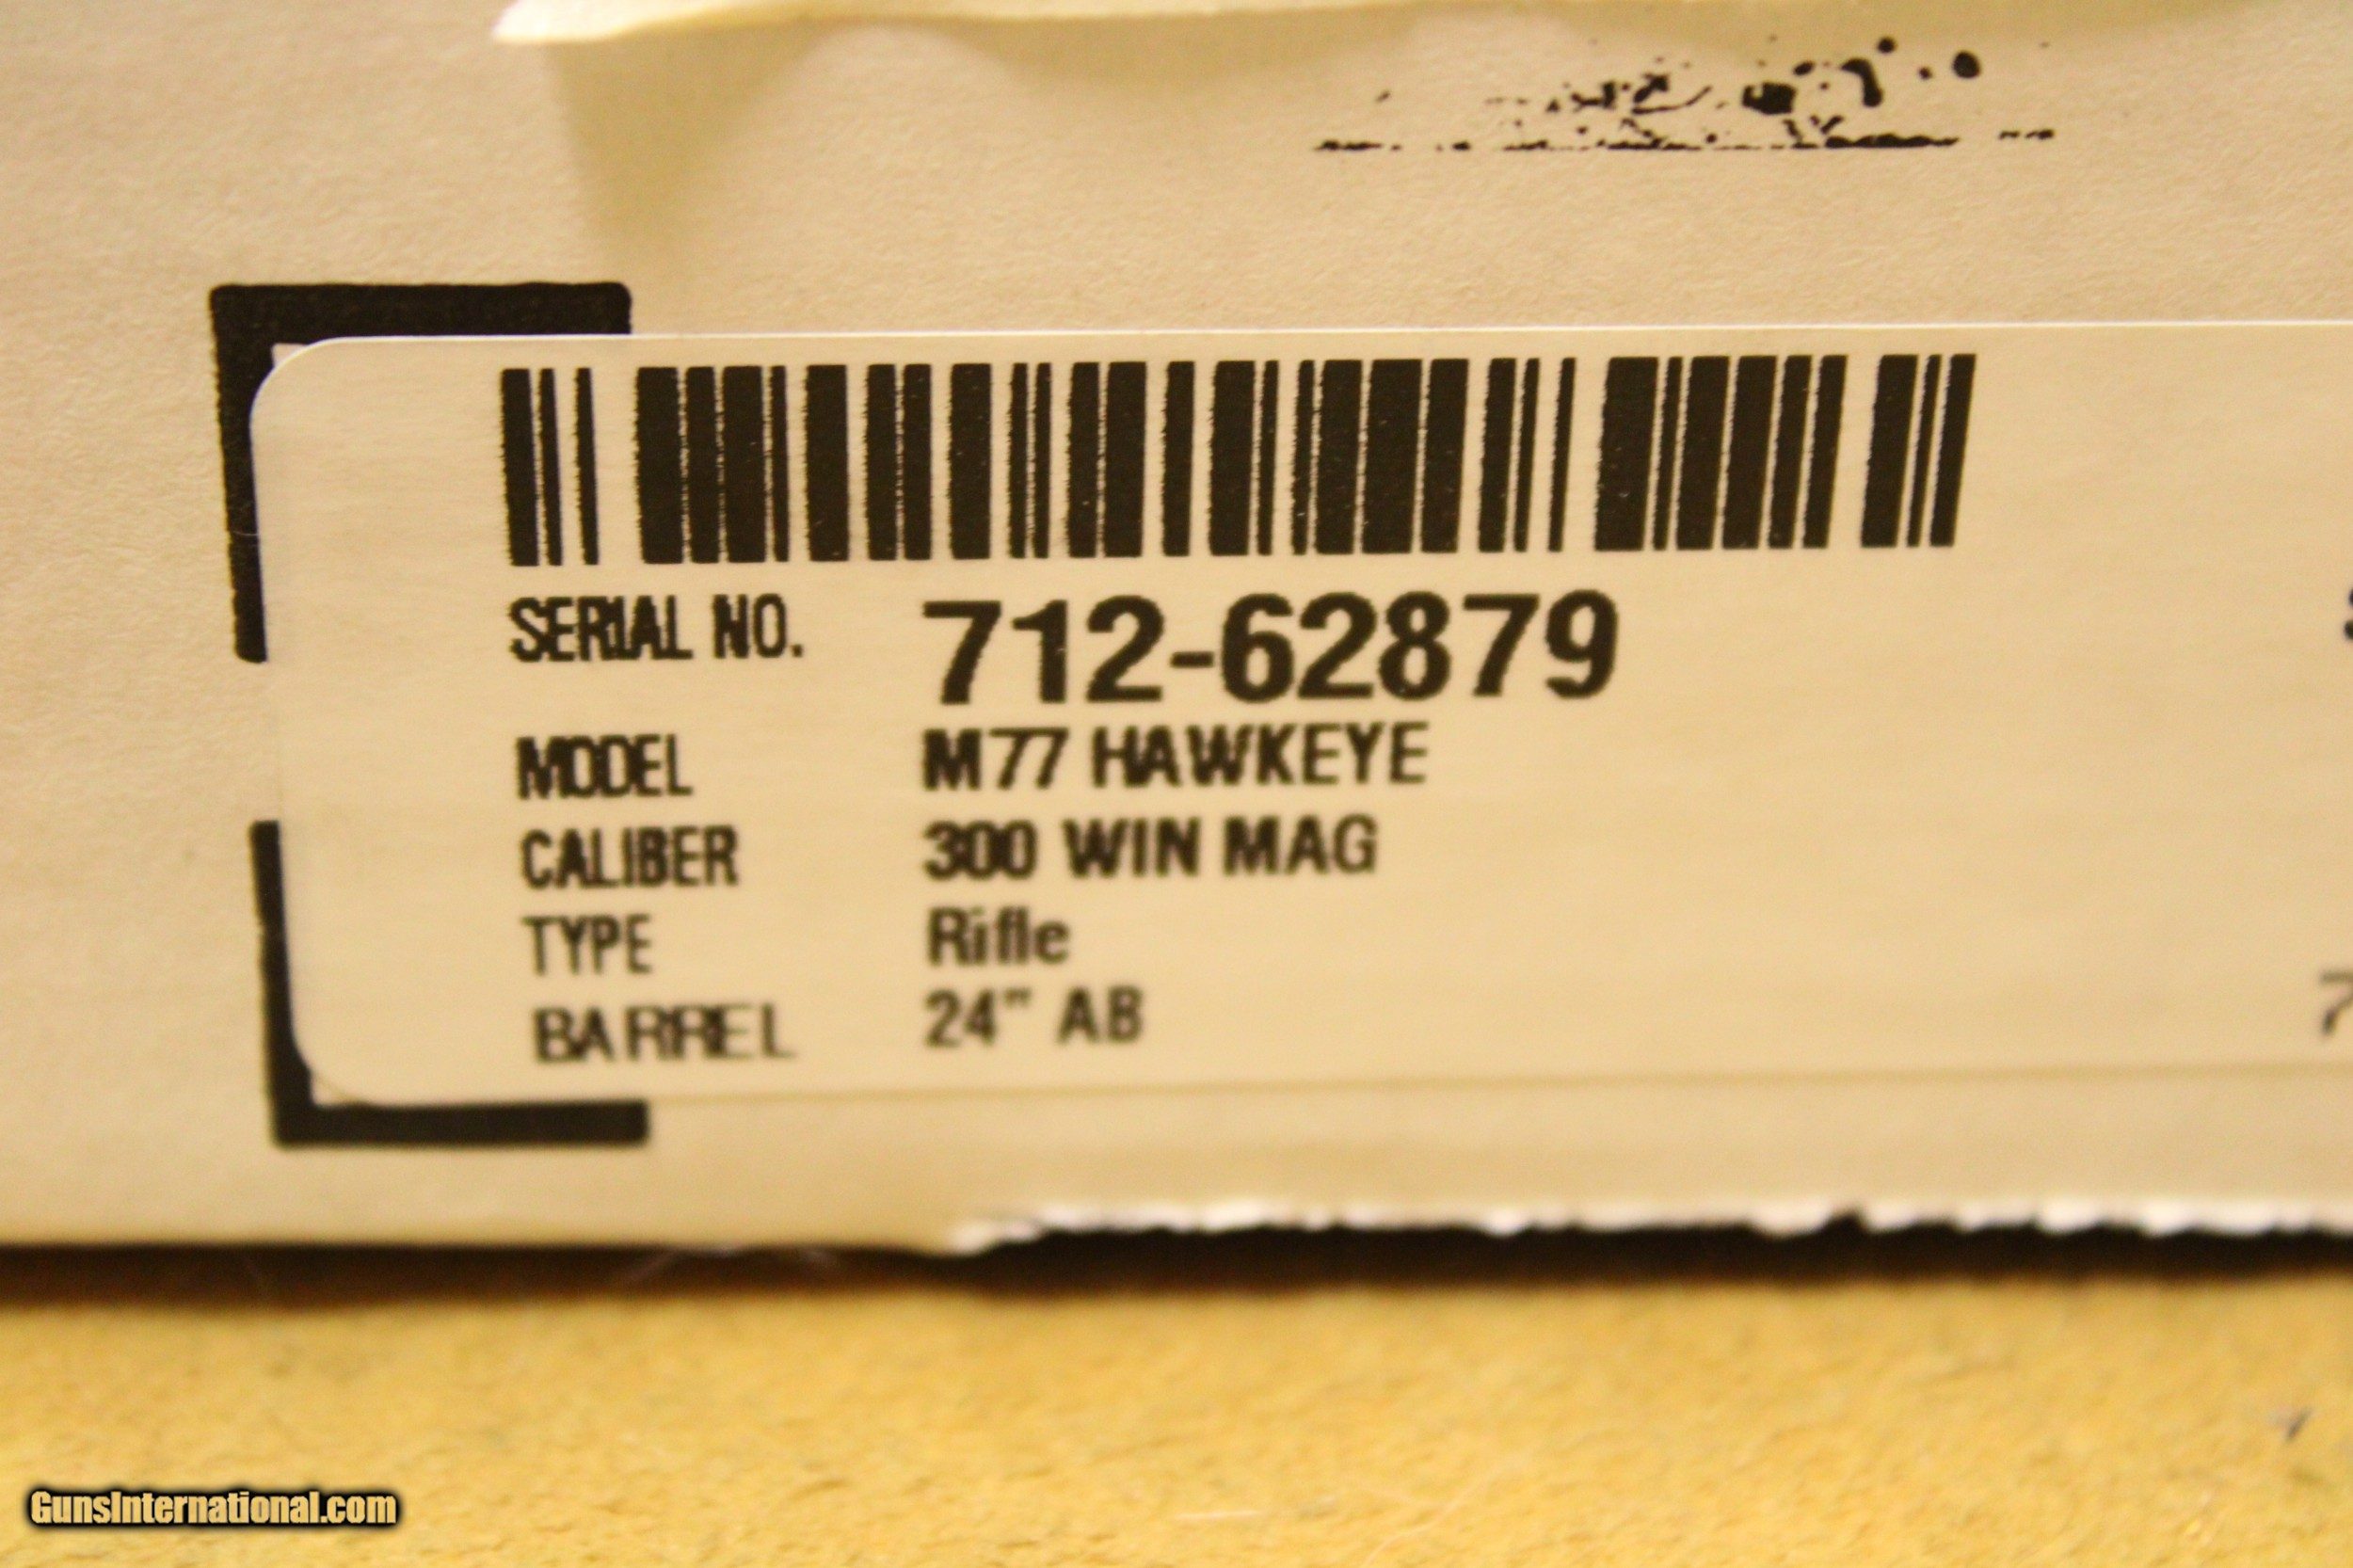 SERIAL NO. 712-62879
MODEL M77 HAWKEYE
CALIBER 300 WIN MAG
TYPE Rifle
BARREL 24" AB
GunsInternational.com